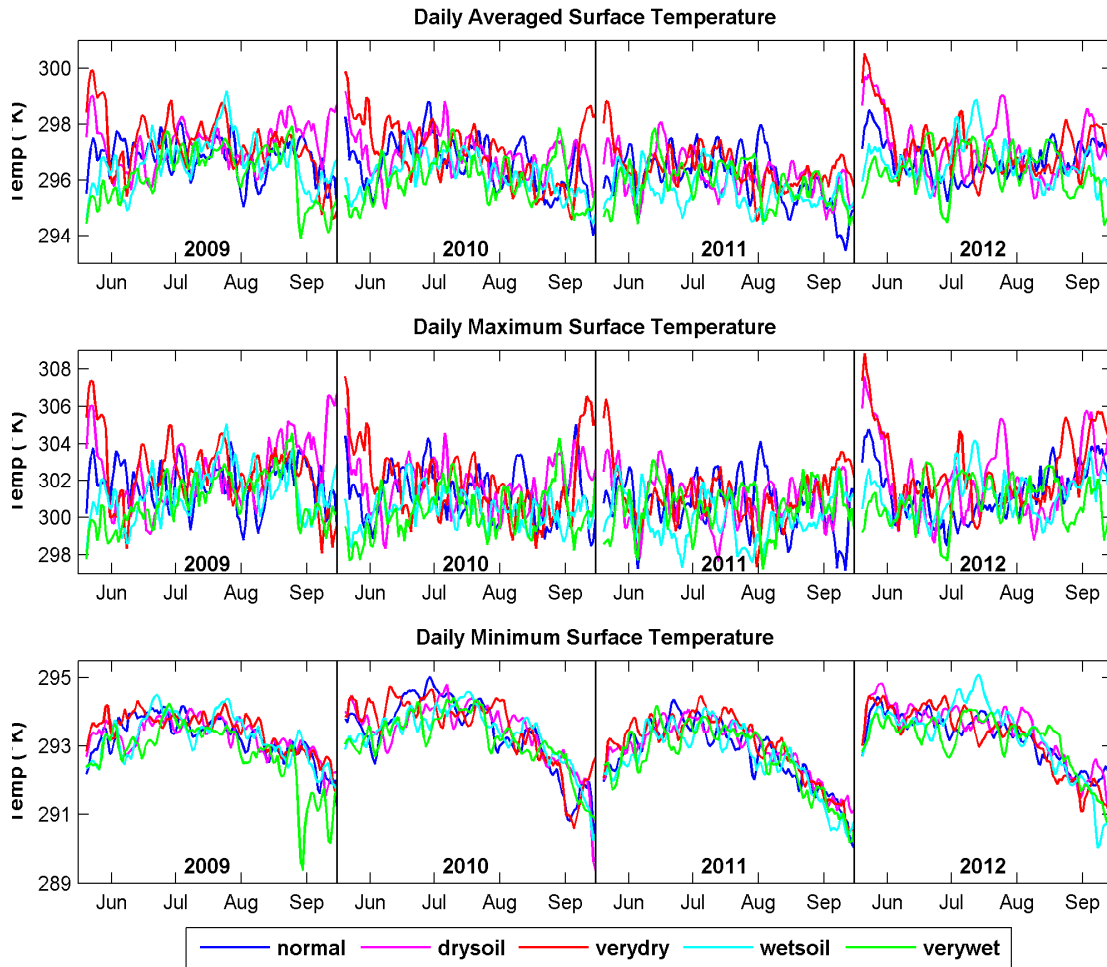 Daily Averaged Surface Temperature
Temp (°K)
300
298
296
294
2009 2010 2011 2012
Jun Jul Aug Sep Jun Jul Aug Sep Jun Jul Aug Sep Jun Jul Aug Sep
Daily Maximum Surface Temperature
Temp (°K)
308
306
304
302
300
298
2009 2010 2011 2012
Jun Jul Aug Sep Jun Jul Aug Sep Jun Jul Aug Sep Jun Jul Aug Sep
Daily Minimum Surface Temperature
Temp (°K)
295
293
291
289
2009 2010 2011 2012
Jun Jul Aug Sep Jun Jul Aug Sep Jun Jul Aug Sep Jun Jul Aug Sep
normal drysoil verydry wetsoil verywet